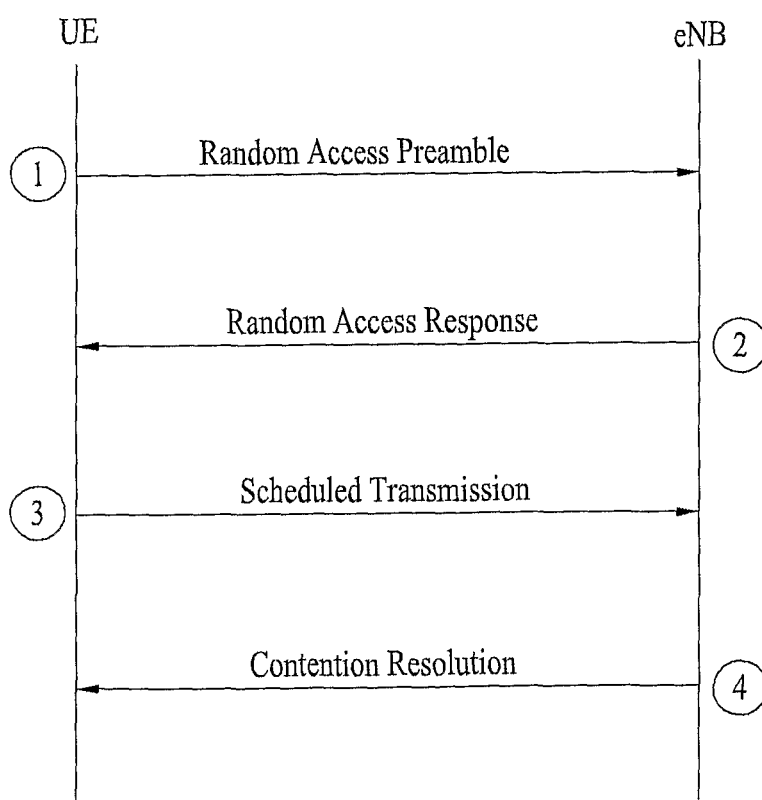 UE
eNB
Random Access Preamble
1
Random Access Response
2
Scheduled Transmission
3
Contention Resolution
4